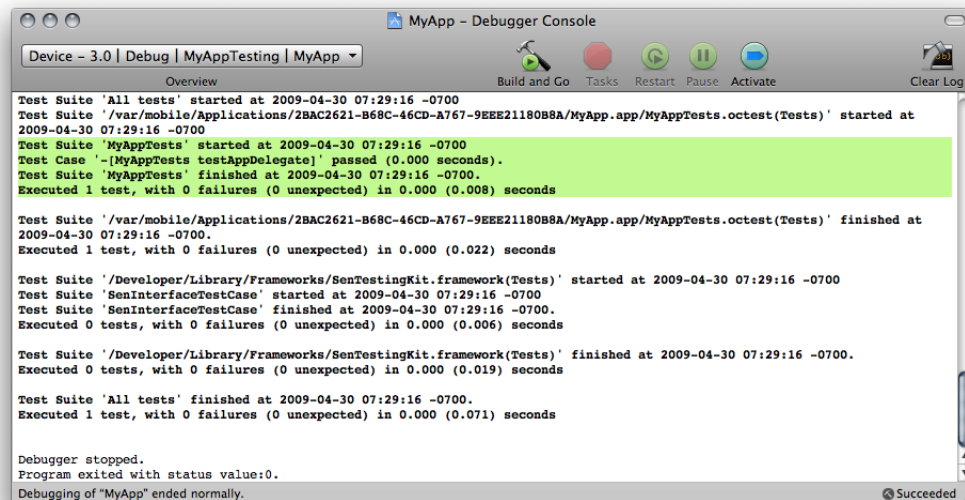 MyApp – Debugger Console
Device – 3.0 | Debug | MyAppTesting | MyApp
Overview
Build and Go
Tasks
Restart
Pause
Activate
Clear Log
Test Suite 'All tests' started at 2009-04-30 07:29:16 -0700
Test Suite '/var/mobile/Applications/2BAC2621-B68C-46CD-A767-9EEE21180B8A/MyApp.app/MyAppTests.octest(Tests)' started at
2009-04-30 07:29:16 -0700
Test Suite 'MyAppTests' started at 2009-04-30 07:29:16 -0700
Test Case '-[MyAppTests testAppDelegate]' passed (0.000 seconds).
Test Suite 'MyAppTests' finished at 2009-04-30 07:29:16 -0700.
Executed 1 test, with 0 failures (0 unexpected) in 0.000 (0.008) seconds
Test Suite '/var/mobile/Applications/2BAC2621-B68C-46CD-A767-9EEE21180B8A/MyApp.app/MyAppTests.octest(Tests)' finished at
2009-04-30 07:29:16 -0700.
Executed 1 test, with 0 failures (0 unexpected) in 0.000 (0.022) seconds
Test Suite '/Developer/Library/Frameworks/SenTestingKit.framework(Tests)' started at 2009-04-30 07:29:16 -0700
Test Suite 'SenInterfaceTestCase' started at 2009-04-30 07:29:16 -0700
Test Suite 'SenInterfaceTestCase' finished at 2009-04-30 07:29:16 -0700.
Executed 0 tests, with 0 failures (0 unexpected) in 0.000 (0.006) seconds
Test Suite '/Developer/Library/Frameworks/SenTestingKit.framework(Tests)' finished at 2009-04-30 07:29:16 -0700.
Executed 0 tests, with 0 failures (0 unexpected) in 0.000 (0.019) seconds
Test Suite 'All tests' finished at 2009-04-30 07:29:16 -0700.
Executed 1 test, with 0 failures (0 unexpected) in 0.000 (0.071) seconds
Debugger stopped.
Program exited with status value:0.
Debugging of "MyApp" ended normally.
Succeeded